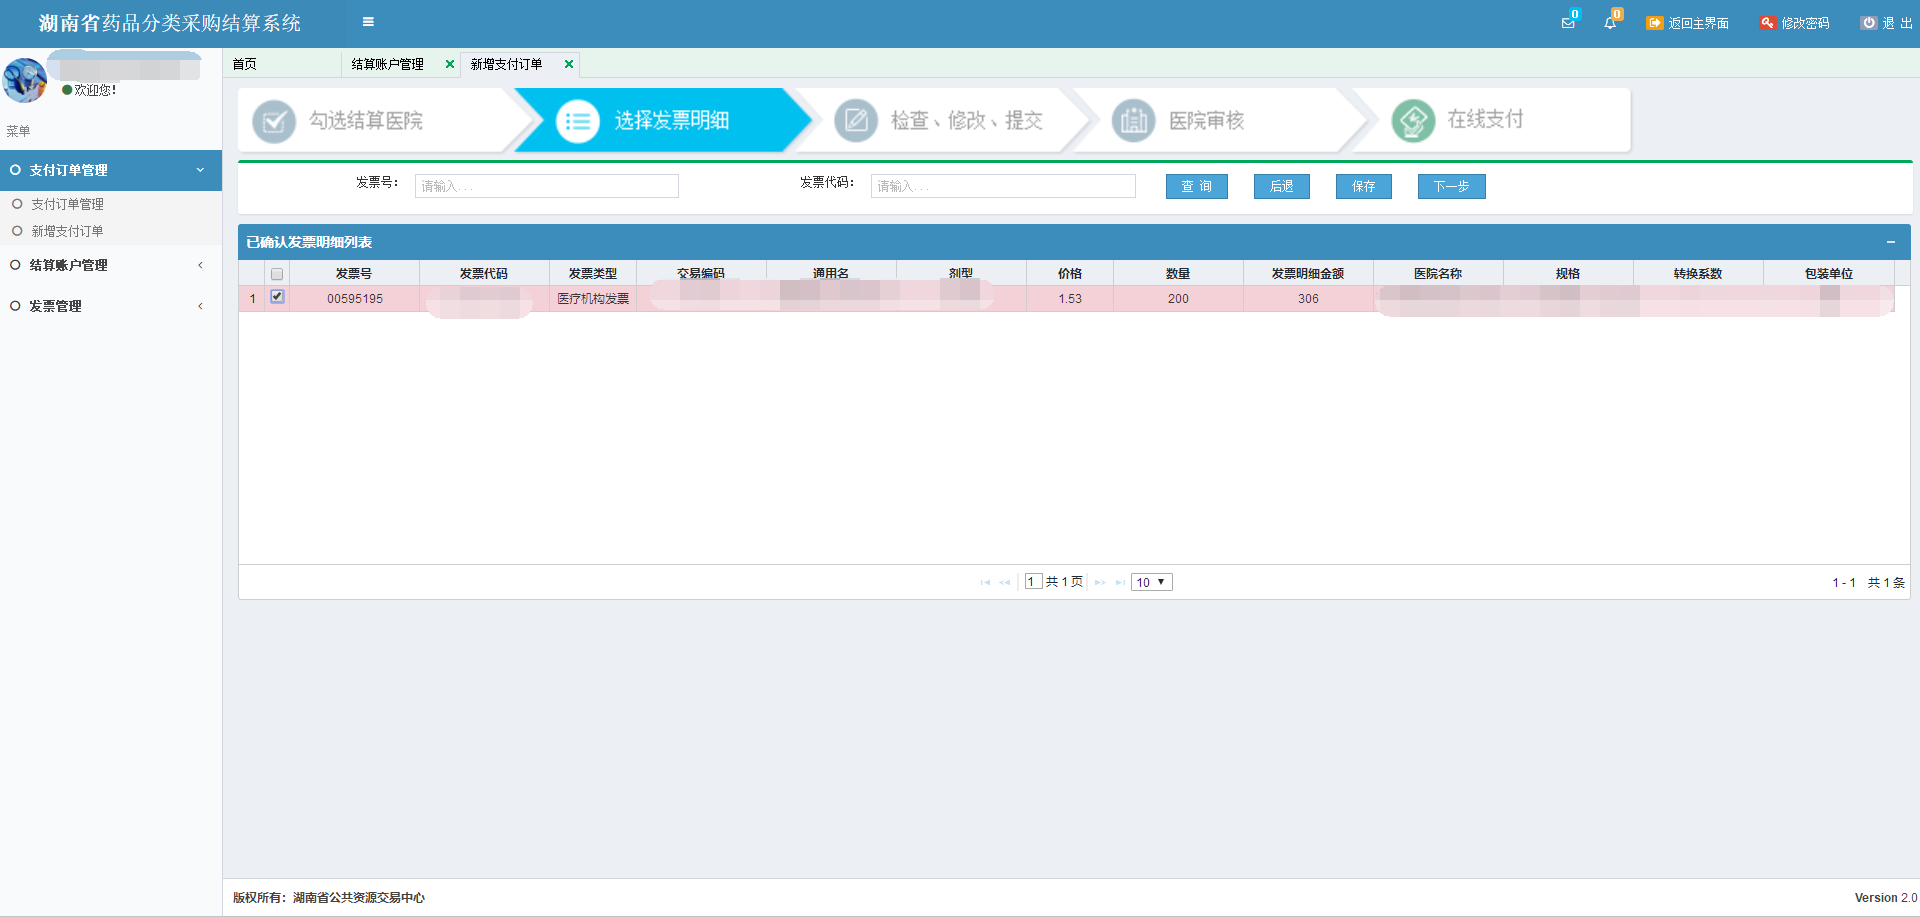 湖南省药品分类采购结算系统
0
0
返回主界面
修改密码
退 出
欢迎您!
菜单
支付订单管理
支付订单管理
新增支付订单
结算账户管理
发票管理
首页
结算账户管理
新增支付订单
勾选结算医院
选择发票明细
检查、修改、提交
医院审核
在线支付
发票号: 请输入... 发票代码: 请输入... 查 询 后退 保存 下一步
已确认发票明细列表
发票号 发票代码 发票类型 交易编码 通用名 剂型 价格 数量 发票明细金额 医院名称 规格 转换系数 包装单位
1 00595195 医疗机构发票 1.53 200 306
1 共 1 页 10
1 - 1 共 1 条
版权所有: 湖南省公共资源交易中心
Version 2.0